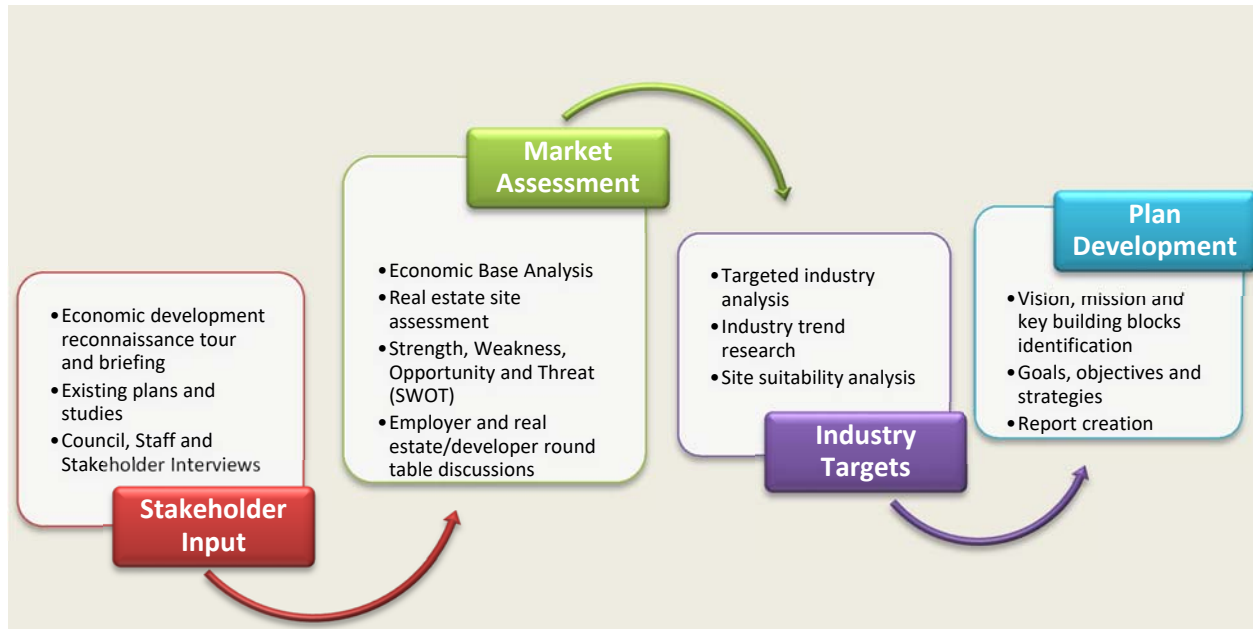 •Economic development
reconnaissance tour
and briefing
•Existing plans and
studies
•Council, Staff and
Stakeholder Interviews
Stakeholder
Input
Market
Assessment
•Economic Base Analysis
•Real estate site
assessment
•Strength, Weakness,
Opportunity and Threat
(SWOT)
•Employer and real
estate/developer round
table discussions
•Targeted industry
analysis
•Industry trend
research
•Site suitability analysis
Industry
Targets
Plan
Development
•Vision, mission and
key building blocks
identification
•Goals, objectives and
strategies
•Report creation